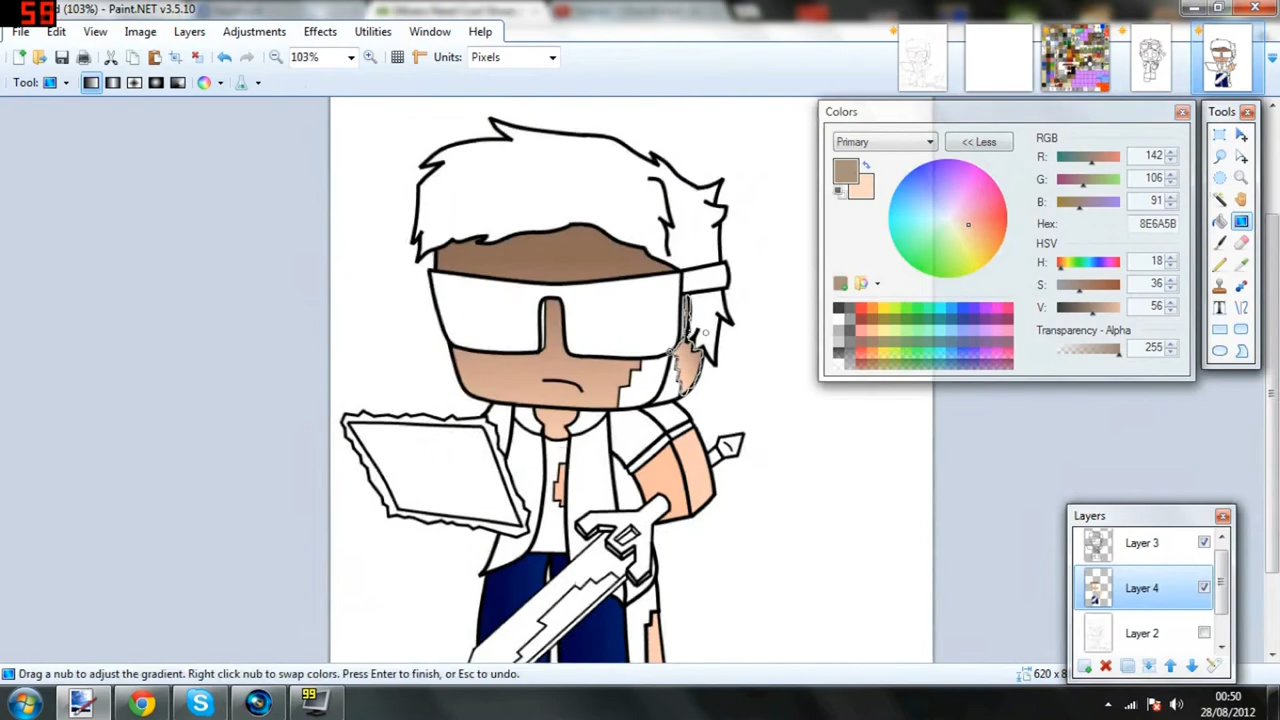 59
(103%) - Paint.NET v3.5.10
File Edit View Image Layers Adjustments Effects Utilities Window Help
103% Units: Pixels
Tool:
Colors
Primary << Less
RGB
R: 142
G: 106
B: 91
Hex: 8E6A5B
HSV
H: 18
S: 36
V: 56
Transparency - Alpha
255
Tools
Layers
Layer 3
Layer 4
Layer 2
Drag a nub to adjust the gradient. Right click nub to swap colors. Press Enter to finish, or Esc to undo.
620 x 8
99
00:50
28/08/2012